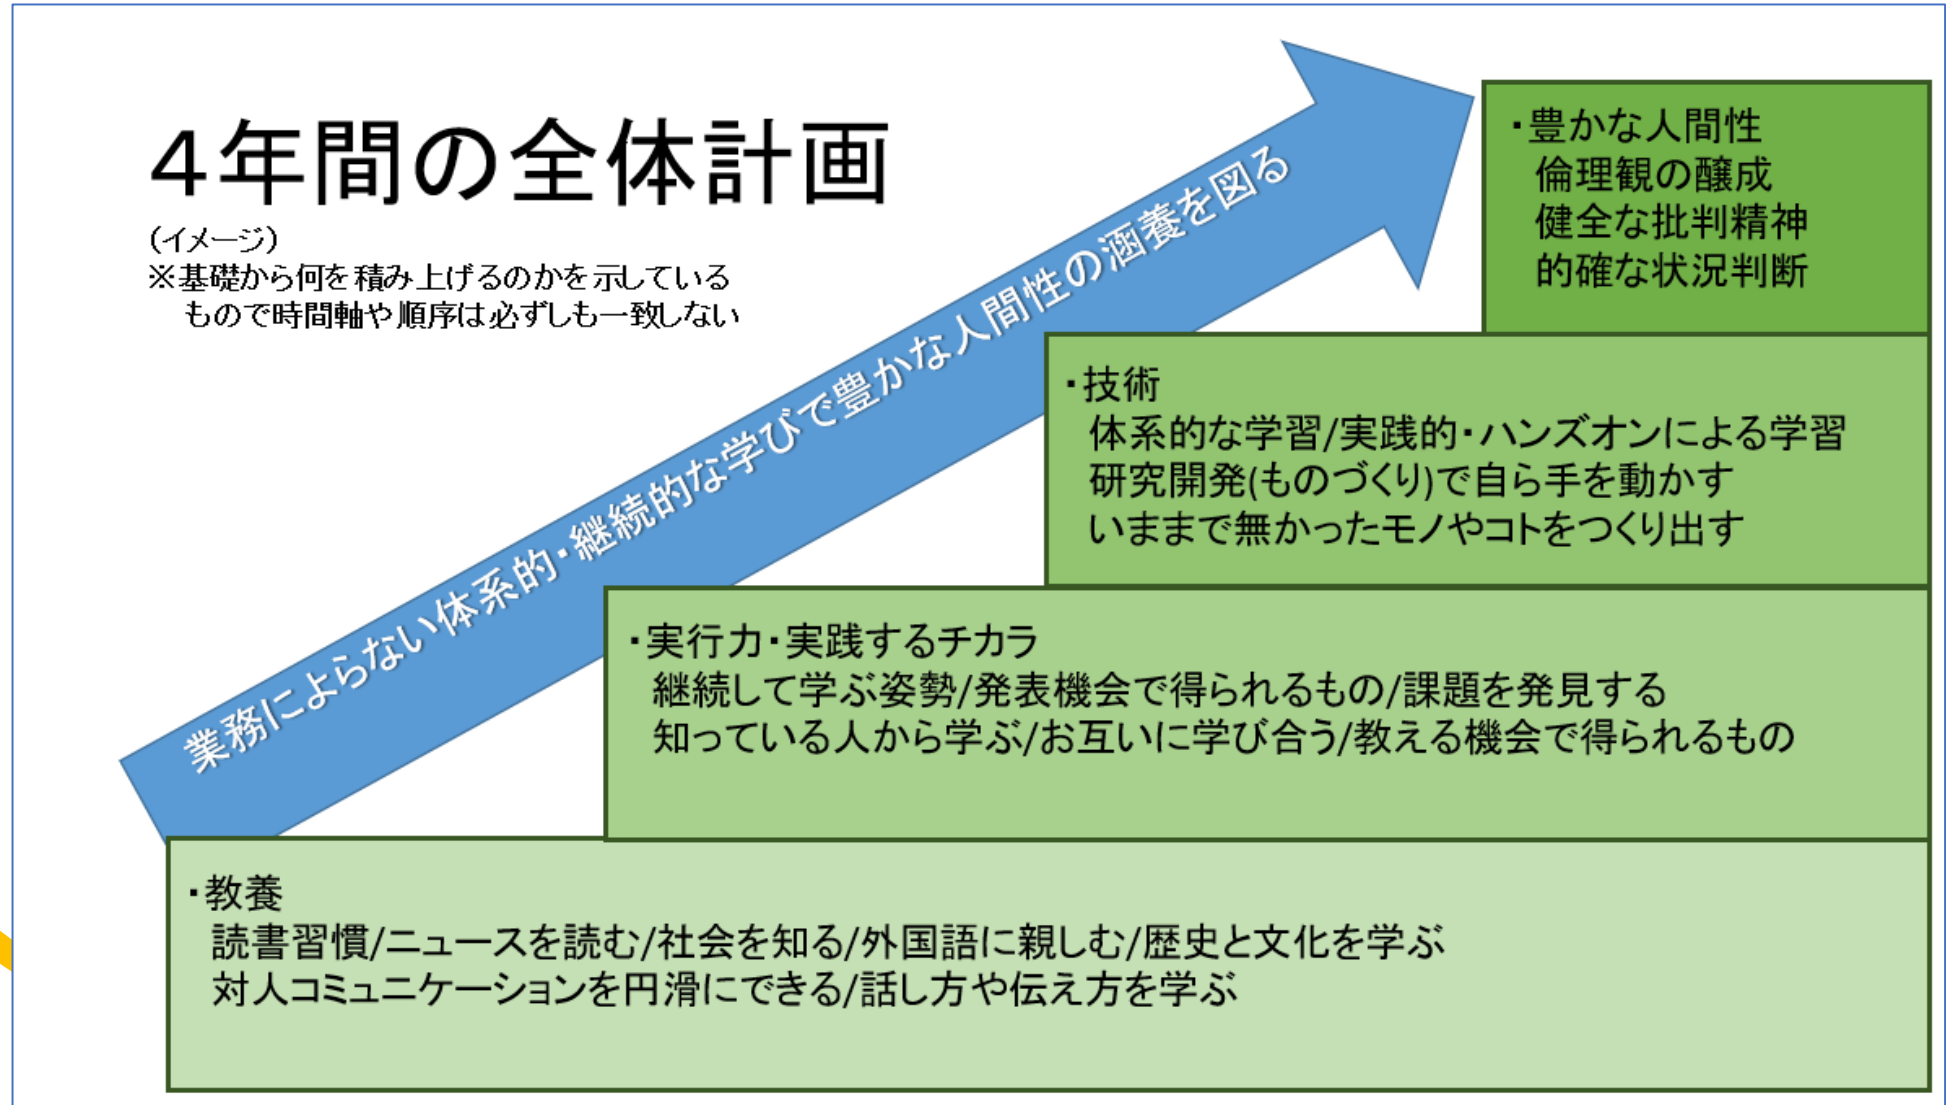 ４年間の全体計画
（イメージ）
※基礎から何を積み上げるのかを示している
もので時間軸や順序は必ずしも一致しない
業務によらない体系的・継続的な学びで豊かな人間性の涵養を図る
・豊かな人間性
倫理観の醸成
健全な批判精神
的確な状況判断
・技術
体系的な学習/実践的・ハンズオンによる学習
研究開発(ものづくり)で自ら手を動かす
いままで無かったモノやコトをつくり出す
・実行力・実践するチカラ
継続して学ぶ姿勢/発表機会で得られるもの/課題を発見する
知っている人から学ぶ/お互いに学び合う/教える機会で得られるもの
・教養
読書習慣/ニュースを読む/社会を知る/外国語に親しむ/歴史と文化を学ぶ
対人コミュニケーションを円滑にできる/話し方や伝え方を学ぶ